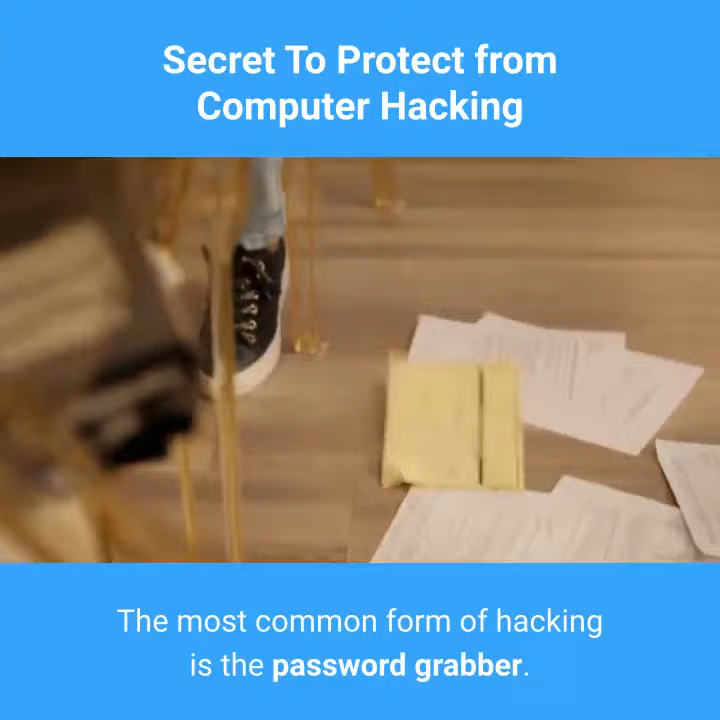 Secret To Protect from
Computer Hacking
The most common form of hacking
is the password grabber.